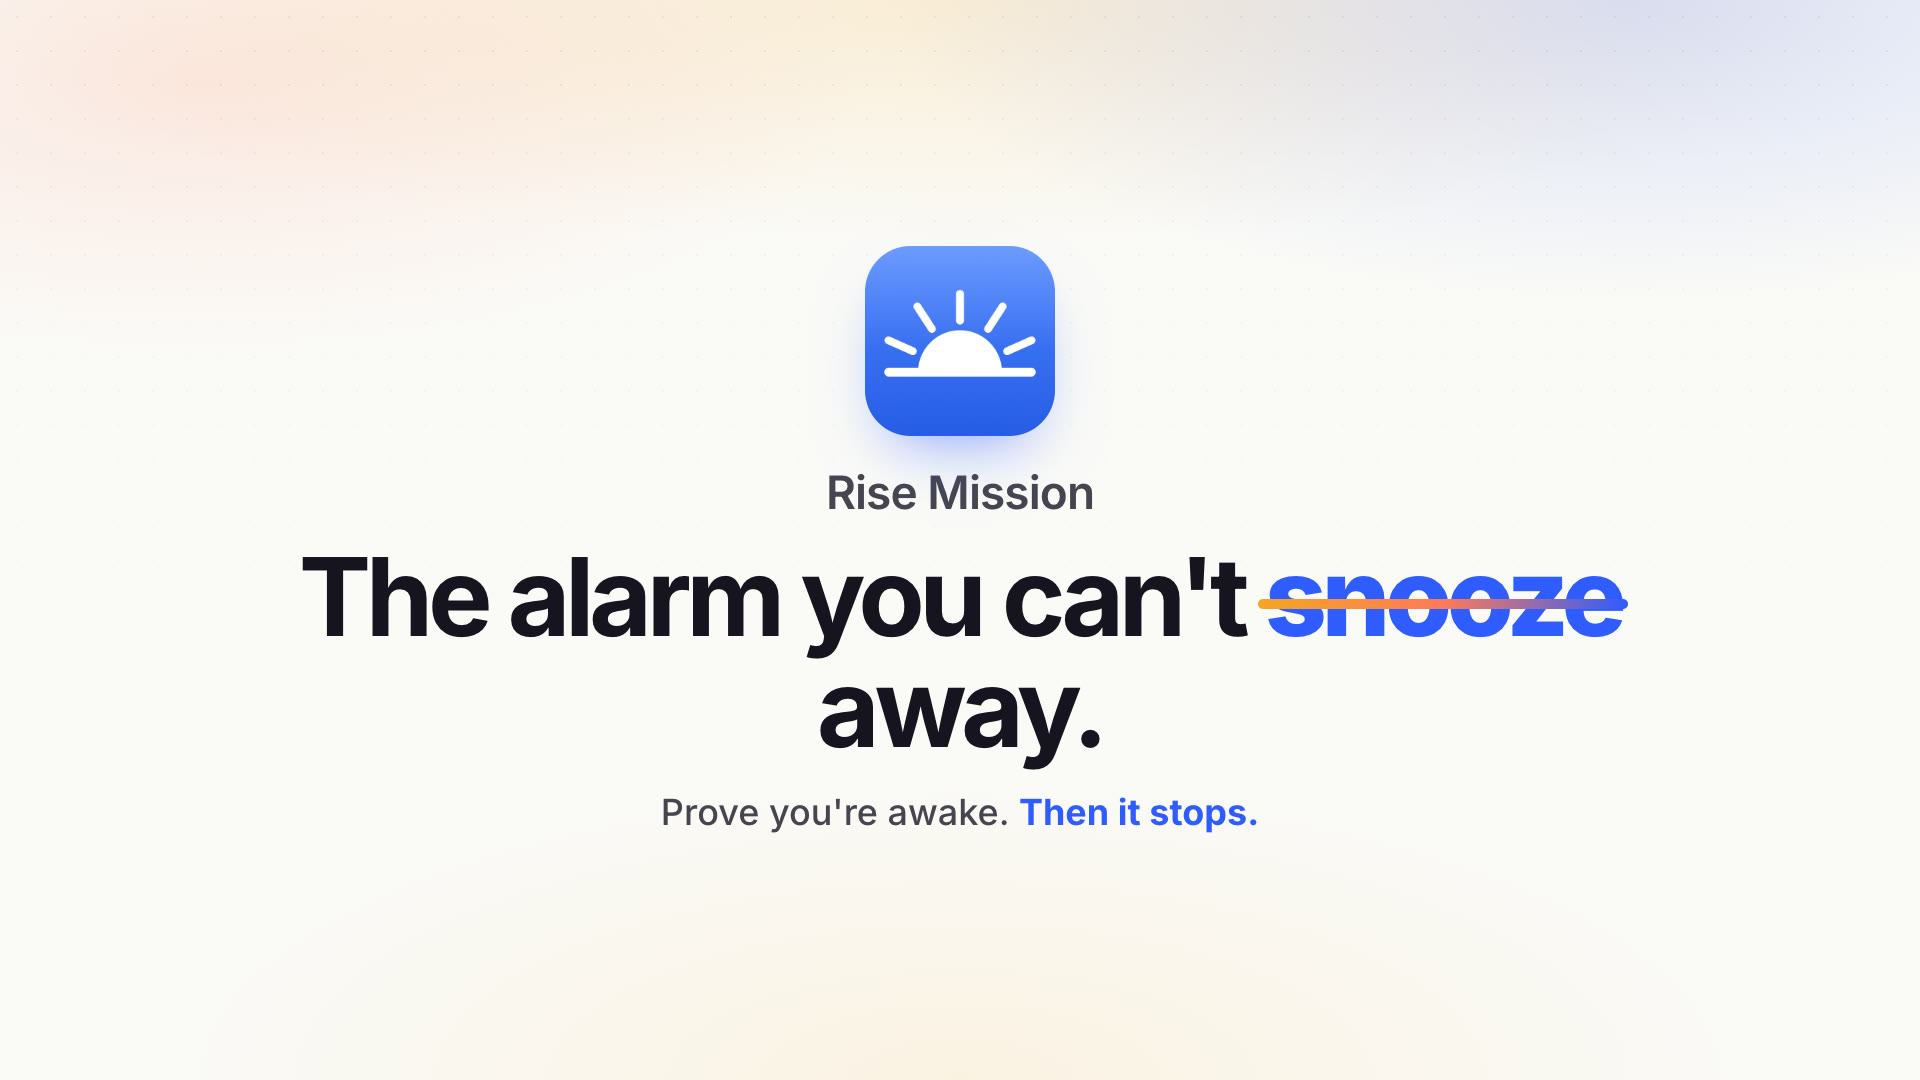 Rise Mission
The alarm you can't snooze
away.
Prove you're awake. Then it stops.